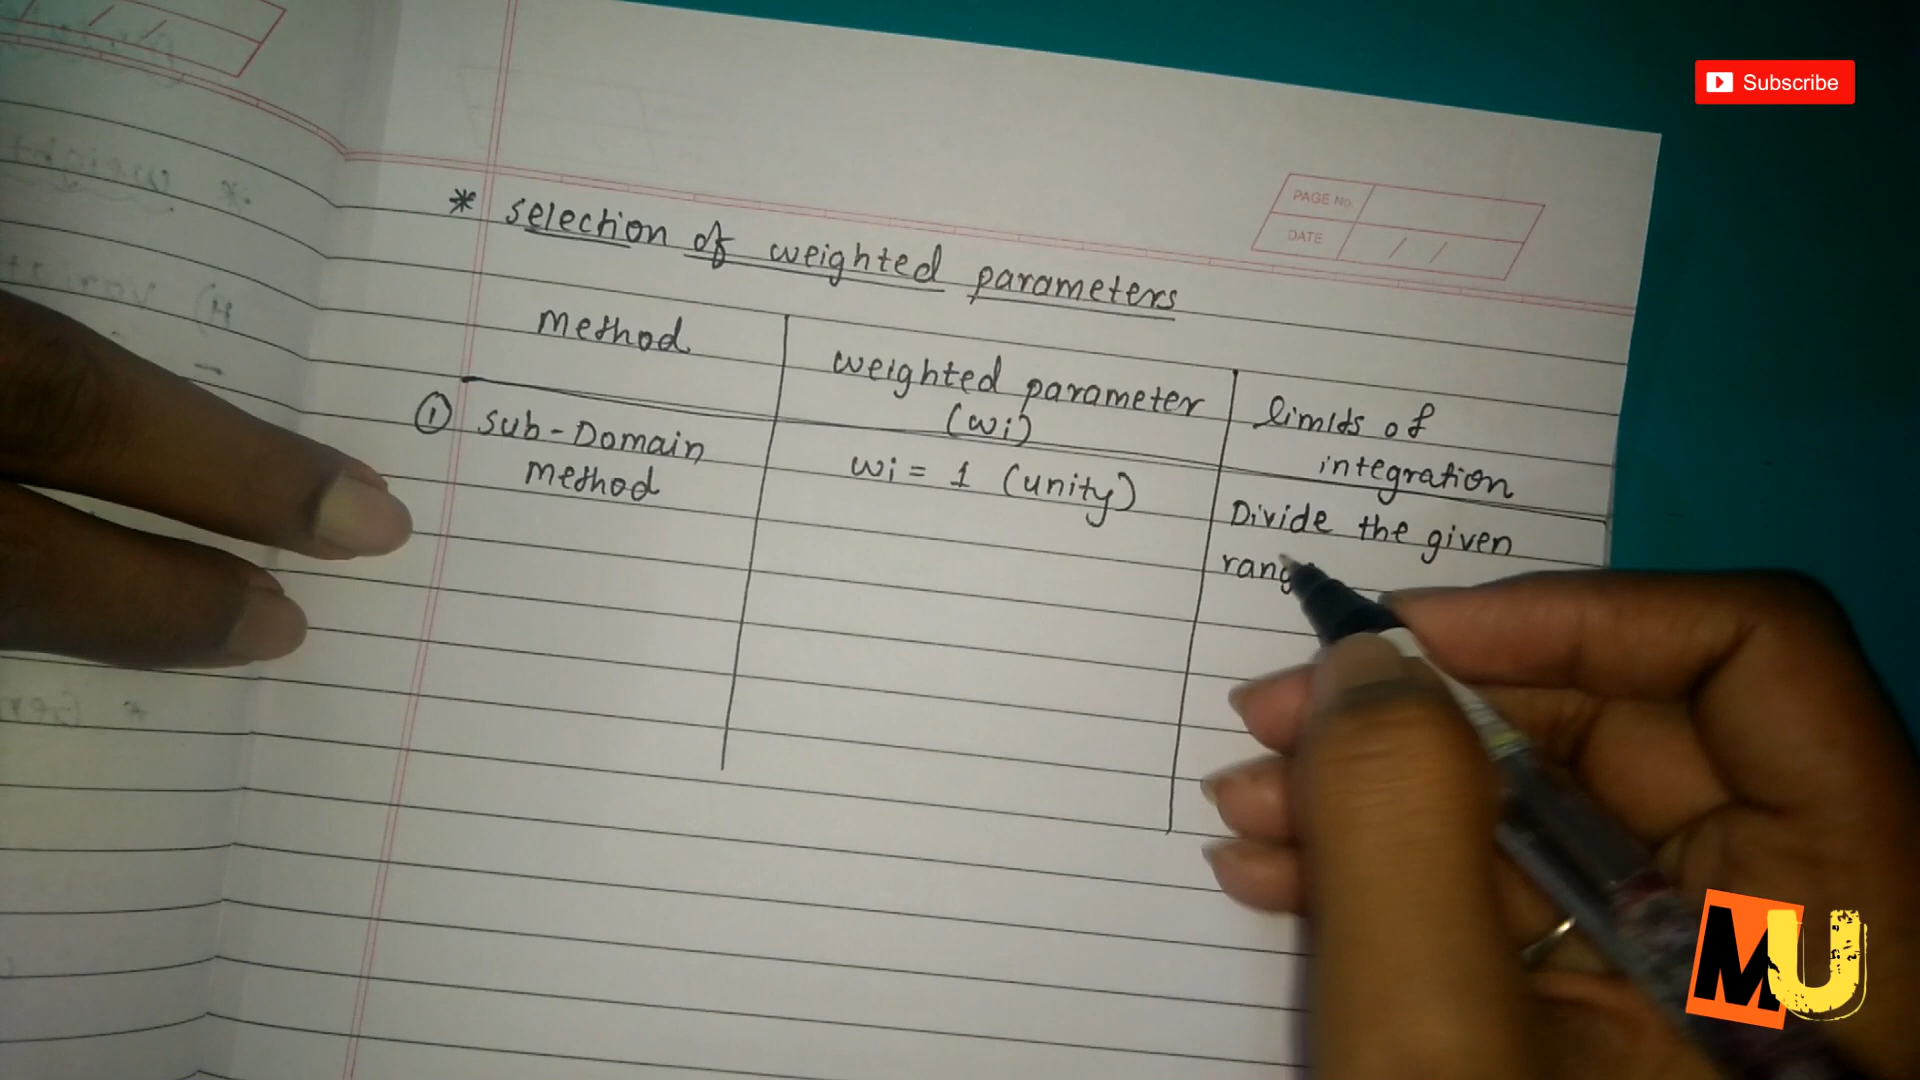 Subscribe
PAGE No.
DATE / /
* selection of weighted parameters
Method
weighted parameter
(wi)
limits of
integration
① Sub-Domain
Method
wi = 1 (unity)
Divide the given
MU